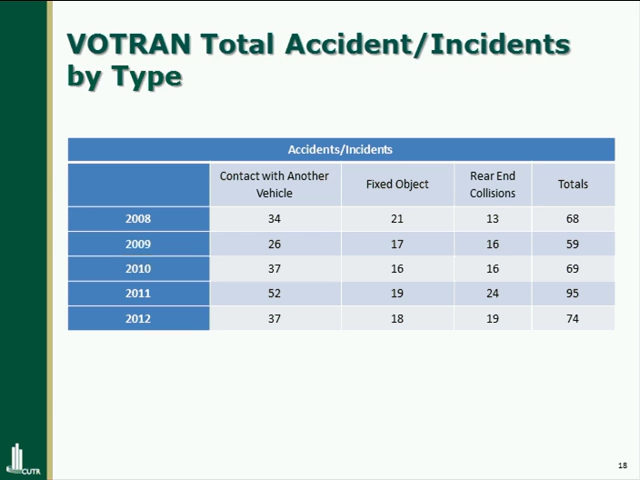 VOTRAN Total Accident/Incidents
by Type
Accidents/Incidents
Contact with Another
Vehicle
Fixed Object
Rear End
Collisions
Totals
2008 34 21 13 68
2009 26 17 16 59
2010 37 16 16 69
2011 52 19 24 95
2012 37 18 19 74
CUTR
18